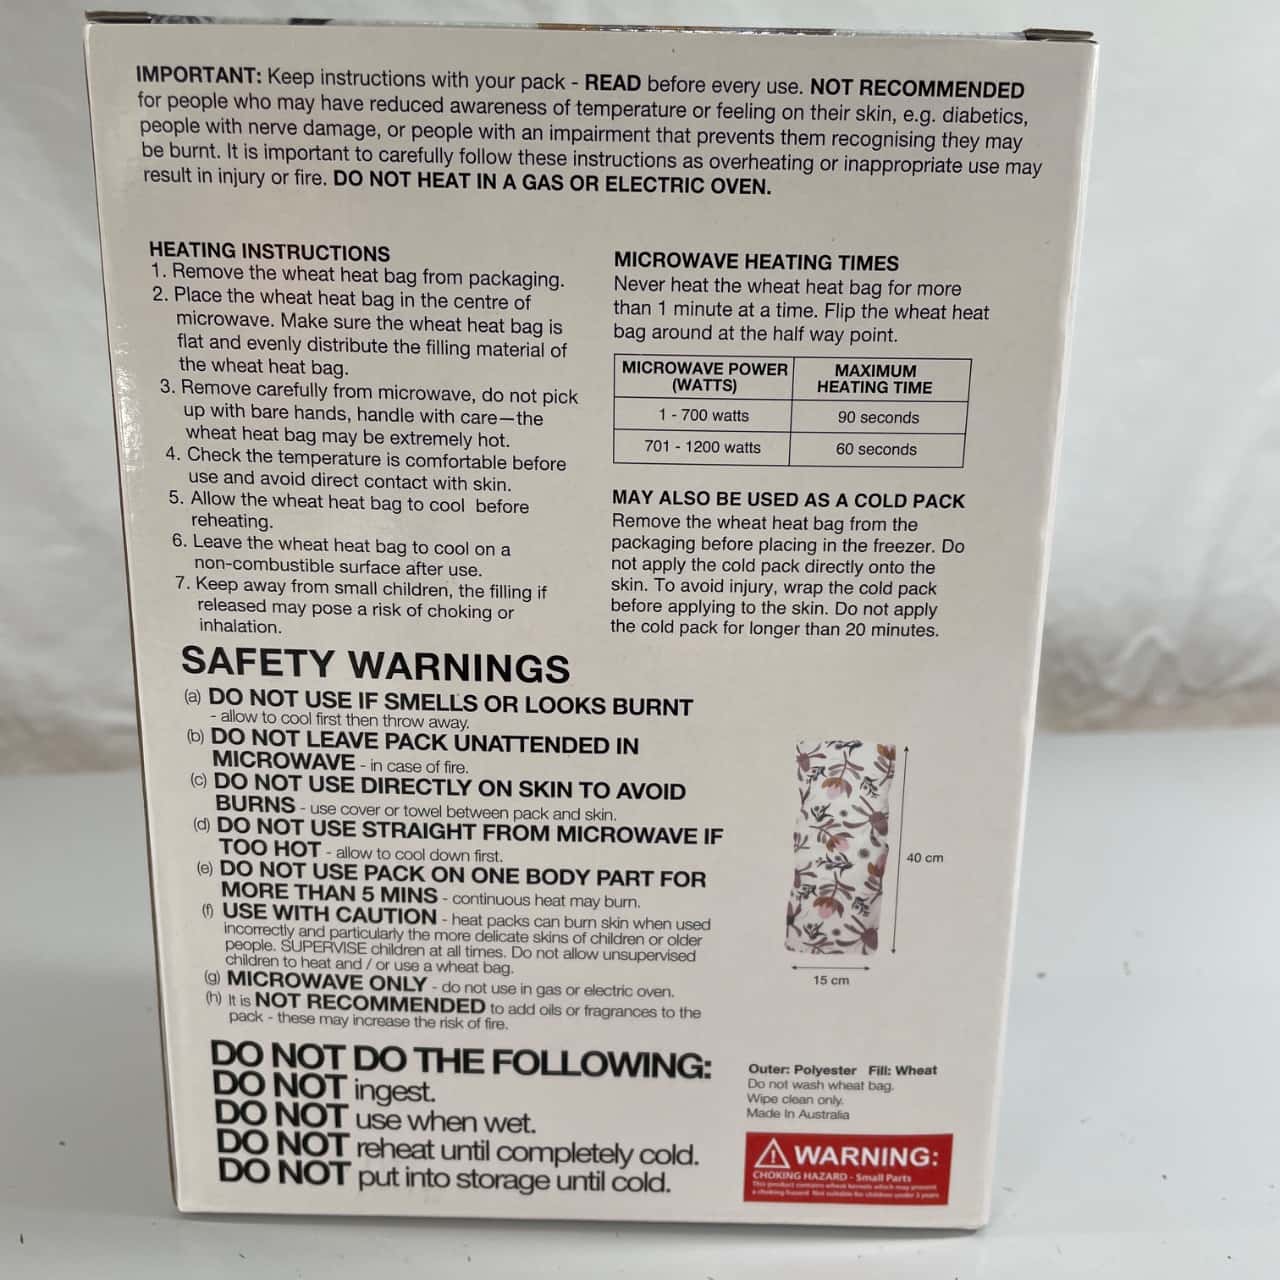 IMPORTANT: Keep instructions with your pack - READ before every use. NOT RECOMMENDED
for people who may have reduced awareness of temperature or feeling on their skin, e.g. diabetics,
people with nerve damage, or people with an impairment that prevents them recognising they may
be burnt. It is important to carefully follow these instructions as overheating or inappropriate use may
result in injury or fire. DO NOT HEAT IN A GAS OR ELECTRIC OVEN.
HEATING INSTRUCTIONS
1. Remove the wheat heat bag from packaging.
2. Place the wheat heat bag in the centre of
microwave. Make sure the wheat heat bag is
flat and evenly distribute the filling material of
the wheat heat bag.
3. Remove carefully from microwave, do not pick
up with bare hands, handle with care—the
wheat heat bag may be extremely hot.
4. Check the temperature is comfortable before
use and avoid direct contact with skin.
5. Allow the wheat heat bag to cool before
reheating.
6. Leave the wheat heat bag to cool on a
non-combustible surface after use.
7. Keep away from small children, the filling if
released may pose a risk of choking or
inhalation.
MICROWAVE HEATING TIMES
Never heat the wheat heat bag for more
than 1 minute at a time. Flip the wheat heat
bag around at the half way point.
MICROWAVE POWER (WATTS) MAXIMUM HEATING TIME
1 - 700 watts 90 seconds
701 - 1200 watts 60 seconds
MAY ALSO BE USED AS A COLD PACK
Remove the wheat heat bag from the
packaging before placing in the freezer. Do
not apply the cold pack directly onto the
skin. To avoid injury, wrap the cold pack
before applying to the skin. Do not apply
the cold pack for longer than 20 minutes.
SAFETY WARNINGS
(a) DO NOT USE IF SMELLS OR LOOKS BURNT
- allow to cool first then throw away.
(b) DO NOT LEAVE PACK UNATTENDED IN
MICROWAVE - in case of fire.
(c) DO NOT USE DIRECTLY ON SKIN TO AVOID
BURNS - use cover or towel between pack and skin.
(d) DO NOT USE STRAIGHT FROM MICROWAVE IF
TOO HOT - allow to cool down first.
(e) DO NOT USE PACK ON ONE BODY PART FOR
MORE THAN 5 MINS - continuous heat may burn.
(f) USE WITH CAUTION - heat packs can burn skin when used
incorrectly and particularly the more delicate skins of children or older
people. SUPERVISE children at all times. Do not allow unsupervised
children to heat and / or use a wheat bag.
(g) MICROWAVE ONLY - do not use in gas or electric oven.
(h) It is NOT RECOMMENDED to add oils or fragrances to the
pack - these may increase the risk of fire.
40 cm
15 cm
DO NOT DO THE FOLLOWING:
DO NOT ingest.
DO NOT use when wet.
DO NOT reheat until completely cold.
DO NOT put into storage until cold.
Outer: Polyester Fill: Wheat
Do not wash wheat bag.
Wipe clean only.
Made In Australia
WARNING:
CHOKING HAZARD - Small Parts
This product contains wheat kernels which may present
a choking hazard Not suitable for children under 3 years